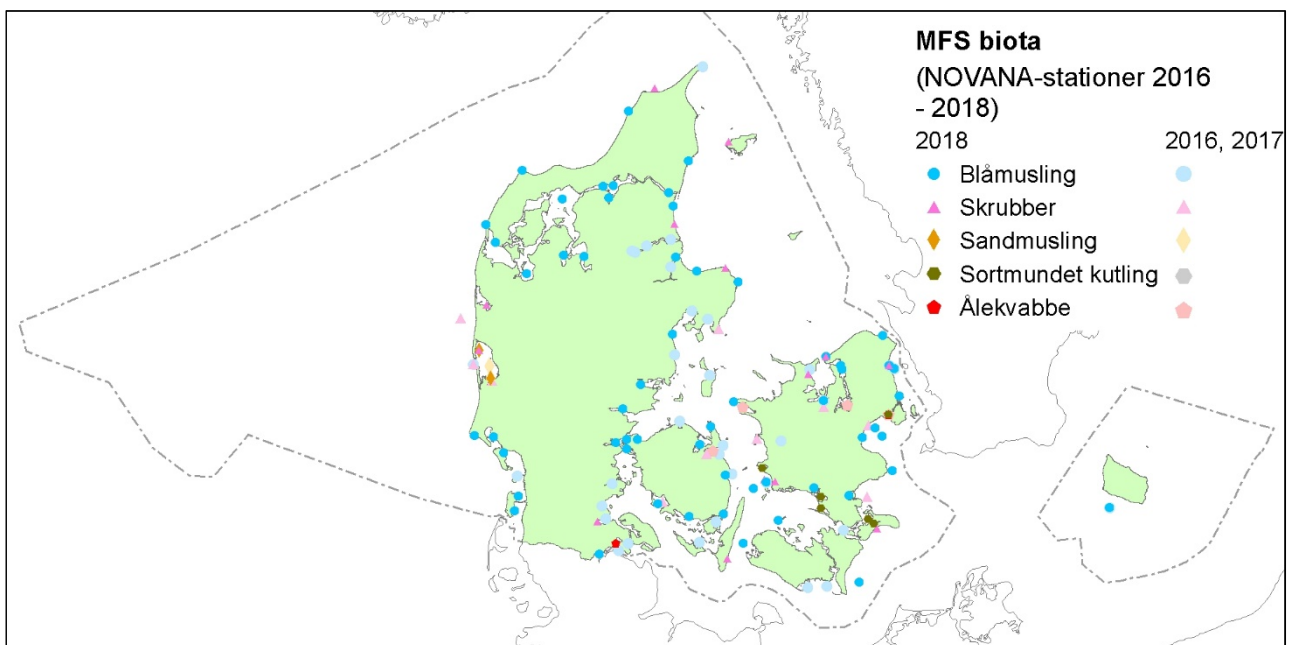 MFS biota
(NOVANA-stationer 2016
- 2018)
2018 2016, 2017
Blåmusling
Skrubber
Sandmusling
Sortmundet kutling
Ålekvabbe